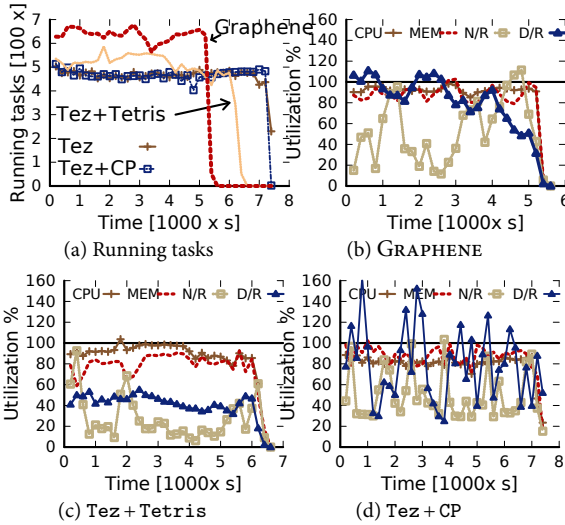 Running tasks [100 x]
7
6
5
4
3
2
1
0
Graphene
Tez+Tetris
Tez
Tez+CP
0 1 2 3 4 5 6 7 8
Time [1000 x s]
(a) Running tasks
Utilization %
160
140
120
100
80
60
40
20
0
CPU MEM N/R D/R
0 1 2 3 4 5 6
Time [1000x s]
(b) GRAPHENE
Utilization %
160
140
120
100
80
60
40
20
0
CPU MEM N/R D/R
0 1 2 3 4 5 6 7
Time [1000x s]
(c) Tez + Tetris
Utilization %
160
140
120
100
80
60
40
20
0
CPU MEM N/R D/R
0 1 2 3 4 5 6 7 8
Time [1000x s]
(d) Tez + CP